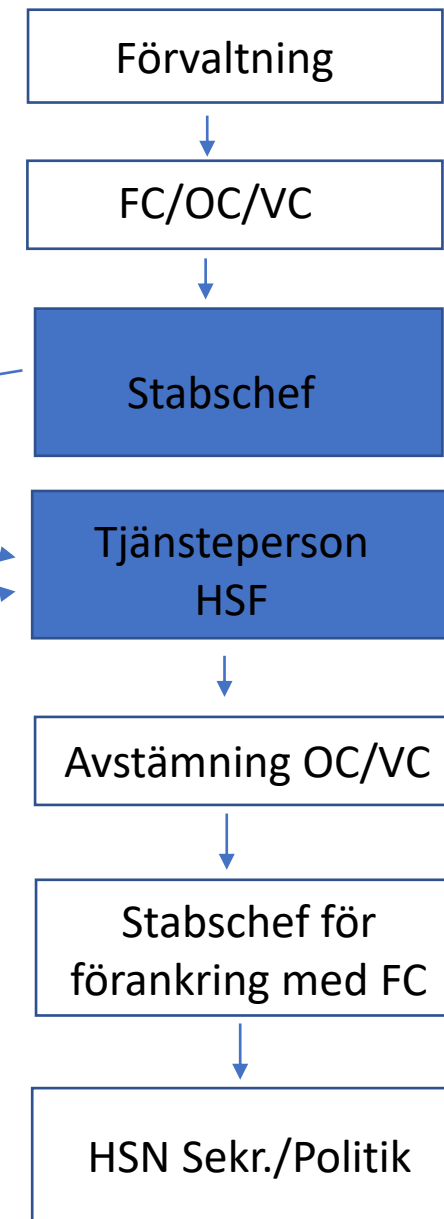 Förvaltning
FC/OC/VC
Stabschef
Tjänsteperson
HSF
Avstämning OC/VC
Stabschef för
förankring med FC
HSN Sekr./Politik